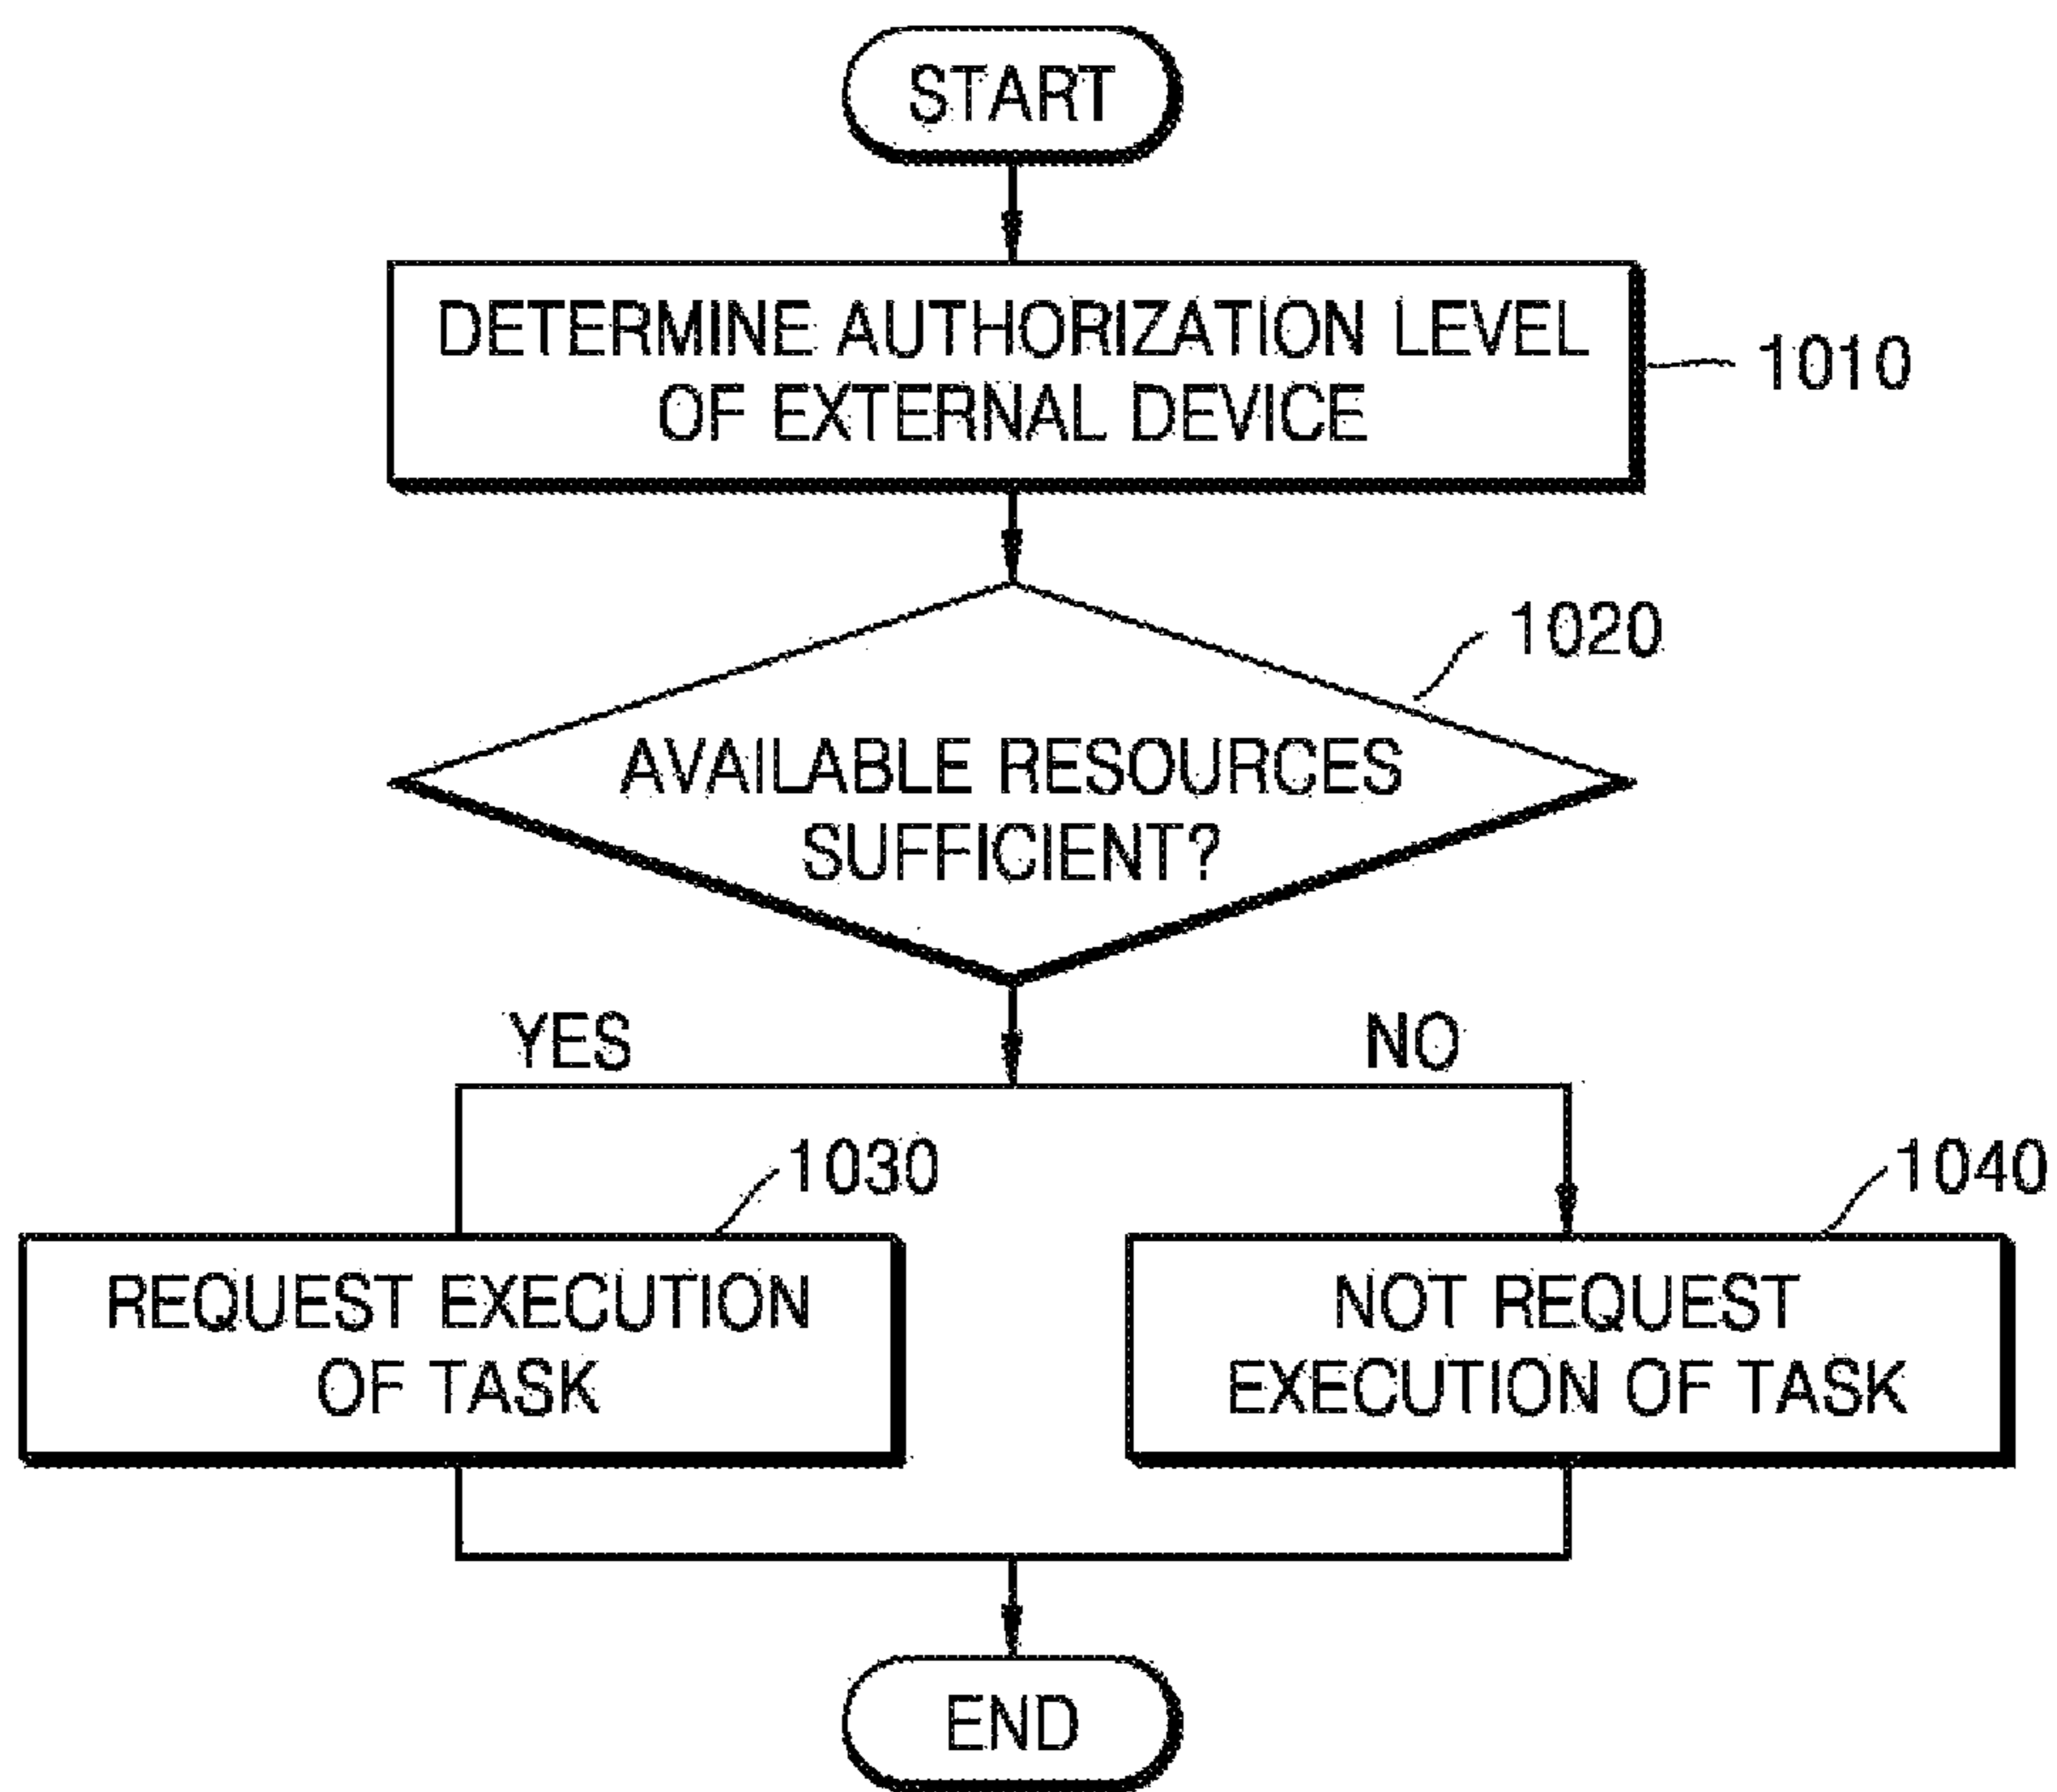 START
DETERMINE AUTHORIZATION LEVEL
OF EXTERNAL DEVICE
1010
1020
AVAILABLE RESOURCES
SUFFICIENT?
YES
NO
1030
1040
REQUEST EXECUTION
OF TASK
NOT REQUEST
EXECUTION OF TASK
END